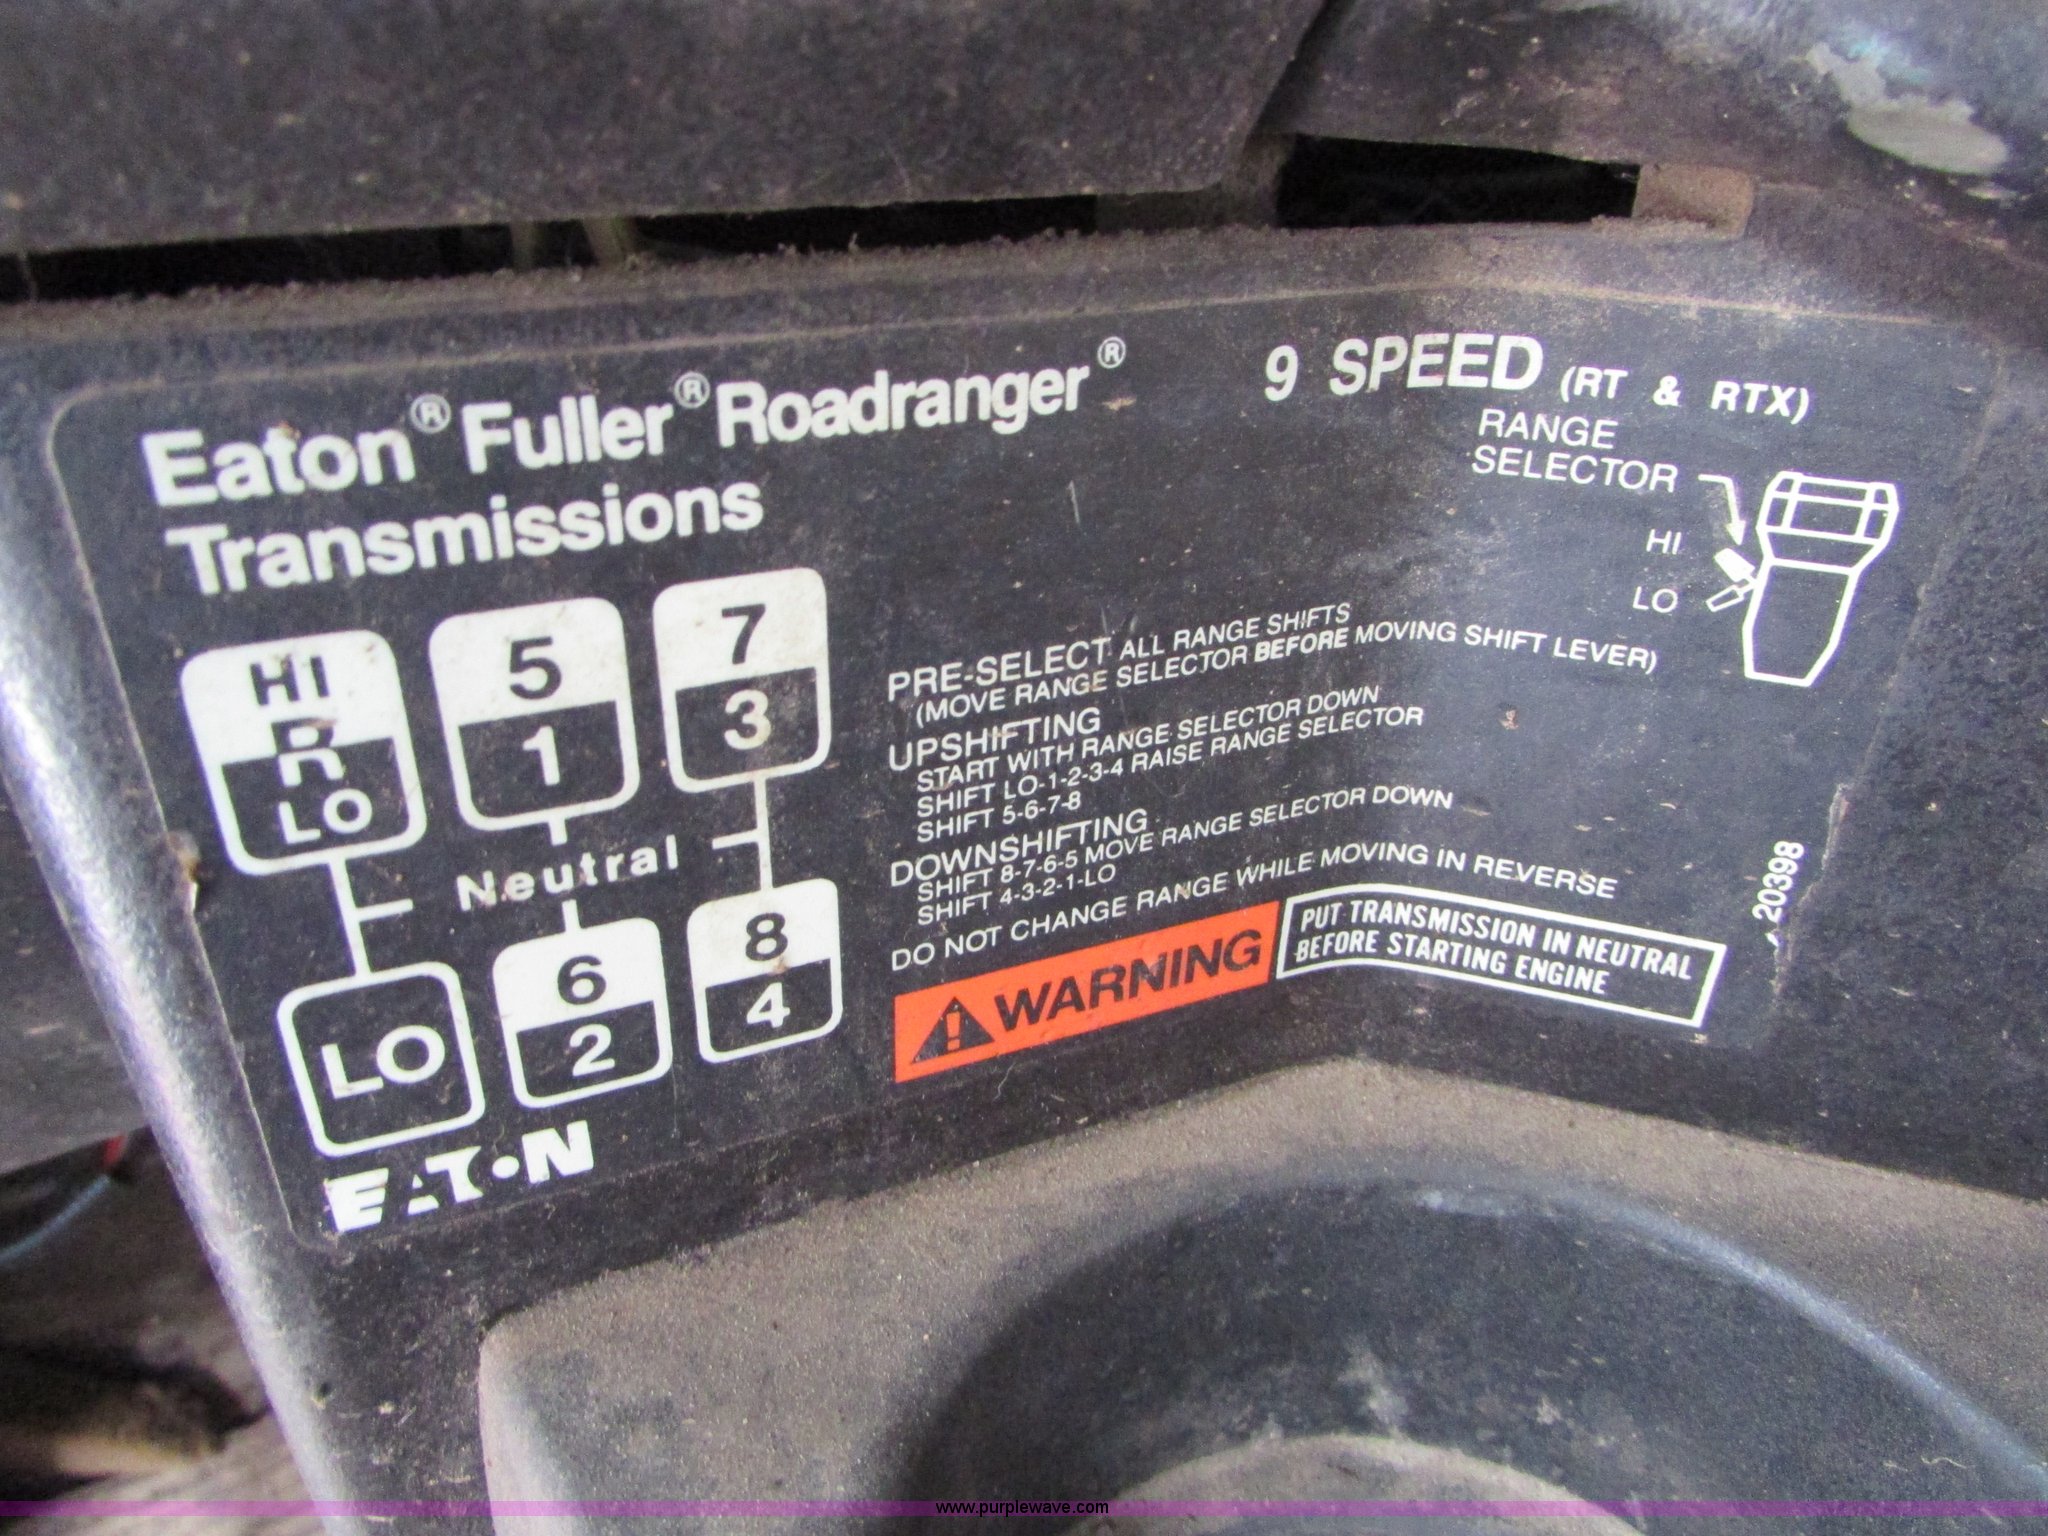 Eaton® Fuller® Roadranger®
Transmissions
9 SPEED (RT & RTX)
RANGE
SELECTOR
HI
LO
HI
R
LO
5
1
7
3
Neutral
LO
6
2
8
4
PRE-SELECT ALL RANGE SHIFTS
(MOVE RANGE SELECTOR BEFORE MOVING SHIFT LEVER)
UPSHIFTING
START WITH RANGE SELECTOR DOWN
SHIFT LO-1-2-3-4 RAISE RANGE SELECTOR
SHIFT 5-6-7-8
DOWNSHIFTING
SHIFT 8-7-6-5 MOVE RANGE SELECTOR DOWN
SHIFT 4-3-2-1-LO
DO NOT CHANGE RANGE WHILE MOVING IN REVERSE
WARNING
PUT TRANSMISSION IN NEUTRAL
BEFORE STARTING ENGINE
20398
EATON
www.purplewave.com